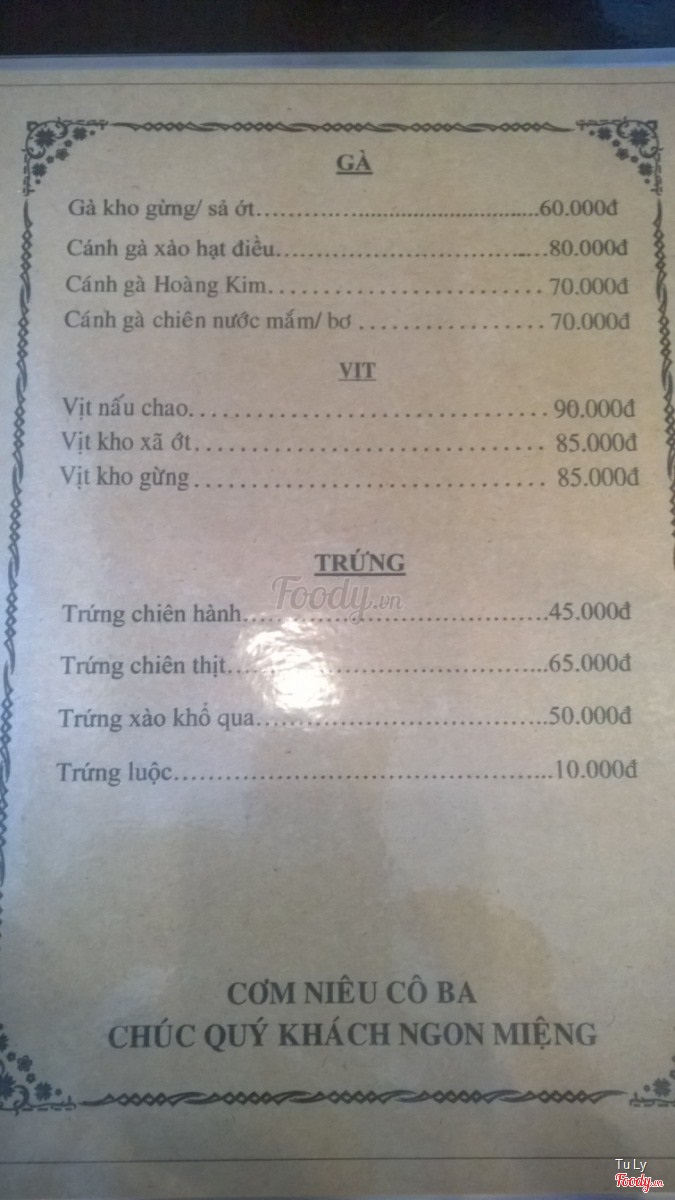 GÀ
Gà kho gừng/ sả ớt.......................................60.000đ
Cánh gà xào hạt điều.......................................80.000đ
Cánh gà Hoàng Kim. . . . . . . . . . . . . . . . . . . . . . . . 70.000đ
Cánh gà chiên nước mắm/ bơ . . . . . . . . . . . . . . . . 70.000đ
VỊT
Vịt nấu chao. . . . . . . . . . . . . . . . . . . . . . . . . . . . . . . 90.000đ
Vịt kho xã ớt. . . . . . . . . . . . . . . . . . . . . . . . . . . . . . 85.000đ
Vịt kho gừng . . . . . . . . . . . . . . . . . . . . . . . . . . . . . . 85.000đ
TRỨNG
Foody.vn
Trứng chiên hành.......................................45.000đ
Trứng chiên thịt.......................................65.000đ
Trứng xào khổ qua.......................................50.000đ
Trứng luộc.......................................10.000đ
CƠM NIÊU CÔ BA
CHÚC QUÝ KHÁCH NGON MIỆNG
Tu Ly
Foody.vn